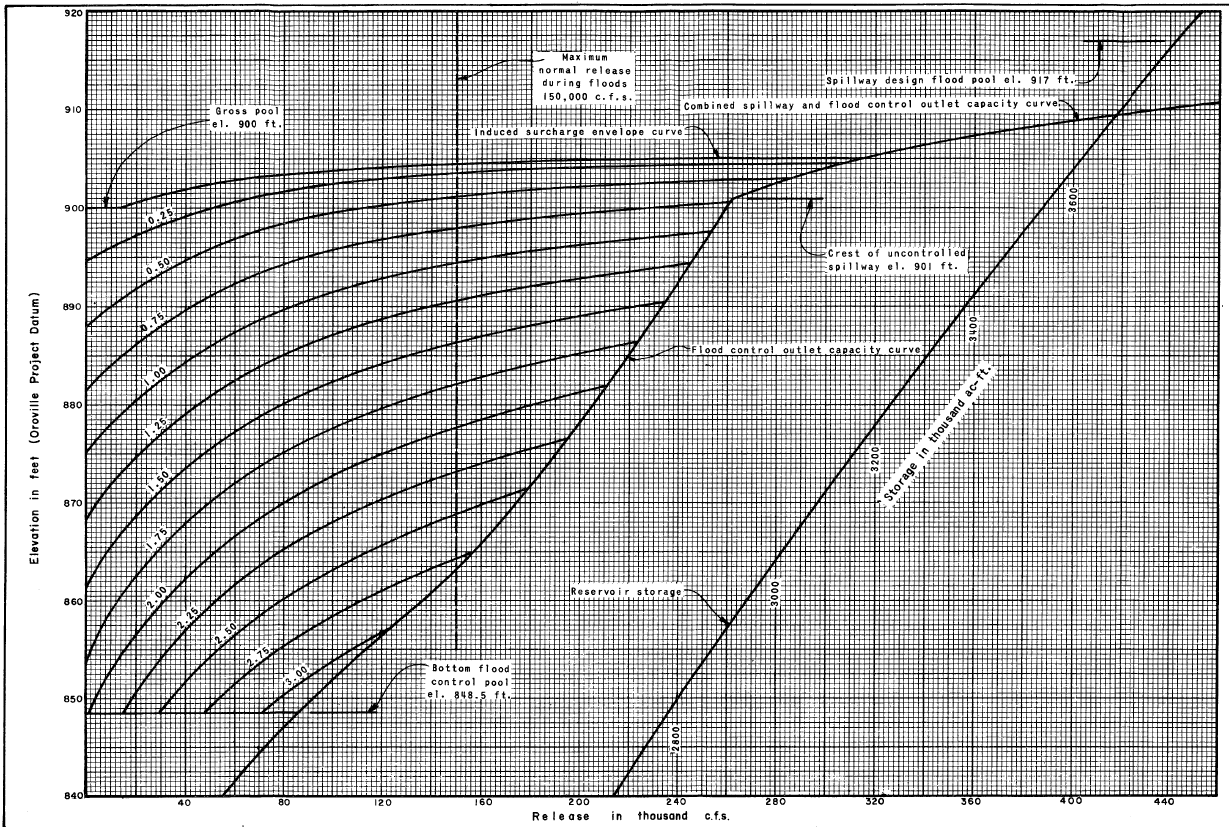 920
910
900
890
880
870
860
850
840
Elevation in feet (Oroville Project Datum)
Maximum
normal release
during floods
150,000 c.f.s.
Gross pool
el. 900 ft.
Spillway design flood pool el. 917 ft.
Combined spillway and flood control outlet capacity curve
Induced surcharge envelope curve
Crest of uncontrolled
spillway el. 901 ft.
Flood control outlet capacity curve
Reservoir storage
Bottom flood
control pool
el. 848.5 ft.
0.25
0.50
0.75
1.00
1.25
1.50
1.75
2.00
2.25
2.50
2.75
3.00
3600
3400
3200
3000
2800
Storage in thousand ac-ft.
40
80
120
160
200
240
280
320
360
400
440
Release in thousand c.f.s.